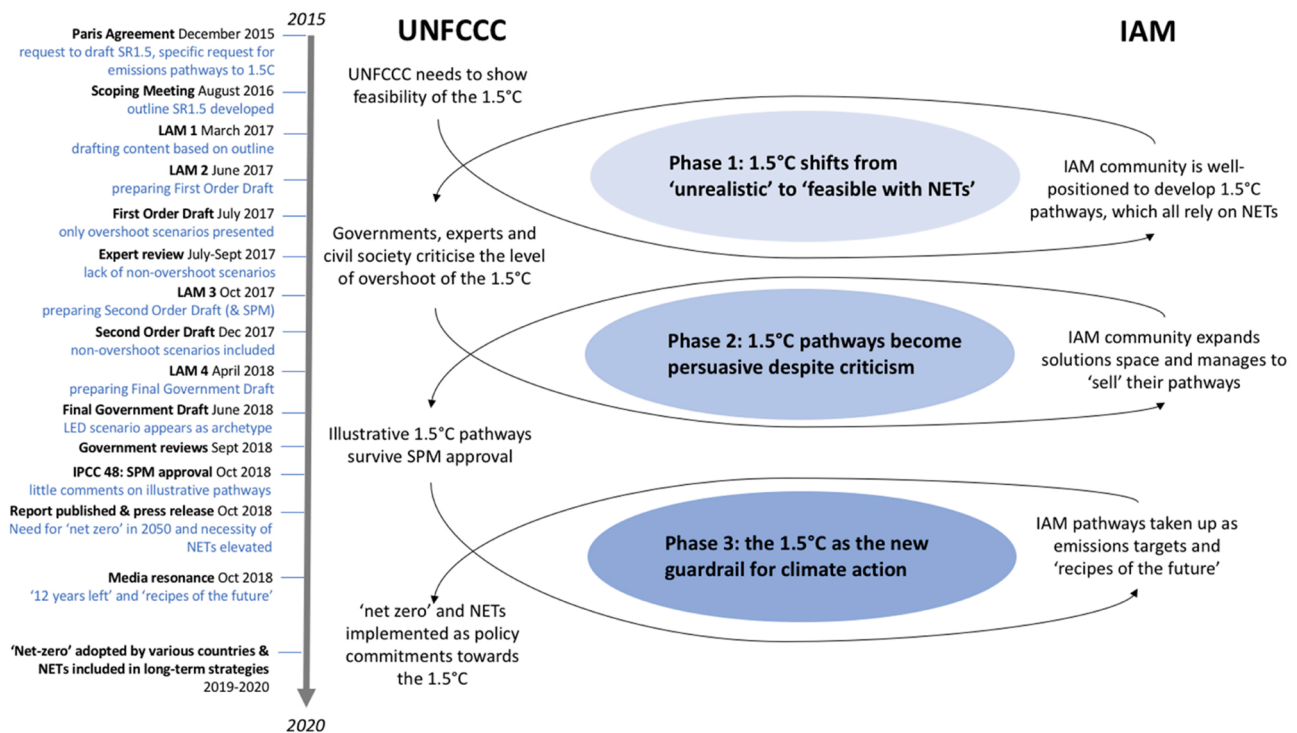 2015
Paris Agreement December 2015
request to draft SR1.5, specific request for
emissions pathways to 1.5C
Scoping Meeting August 2016
outline SR1.5 developed
LAM 1 March 2017
drafting content based on outline
LAM 2 June 2017
preparing First Order Draft
First Order Draft July 2017
only overshoot scenarios presented
Expert review July-Sept 2017
lack of non-overshoot scenarios
LAM 3 Oct 2017
preparing Second Order Draft (& SPM)
Second Order Draft Dec 2017
non-overshoot scenarios included
LAM 4 April 2018
preparing Final Government Draft
Final Government Draft June 2018
LED scenario appears as archetype
Government reviews Sept 2018
IPCC 48: SPM approval Oct 2018
little comments on illustrative pathways
Report published & press release Oct 2018
Need for ‘net zero’ in 2050 and necessity of
NETs elevated
Media resonance Oct 2018
‘12 years left’ and ‘recipes of the future’
‘Net-zero’ adopted by various countries &
NETs included in long-term strategies
2019-2020
2020
UNFCCC
IAM
UNFCCC needs to show
feasibility of the 1.5°C
Phase 1: 1.5°C shifts from
‘unrealistic’ to ‘feasible with NETs’
IAM community is well-
positioned to develop 1.5°C
pathways, which all rely on NETs
Governments, experts and
civil society criticise the level
of overshoot of the 1.5°C
Phase 2: 1.5°C pathways become
persuasive despite criticism
IAM community expands
solutions space and manages to
‘sell’ their pathways
Illustrative 1.5°C pathways
survive SPM approval
Phase 3: the 1.5°C as the new
guardrail for climate action
IAM pathways taken up as
emissions targets and
‘recipes of the future’
‘net zero’ and NETs
implemented as policy
commitments towards
the 1.5°C